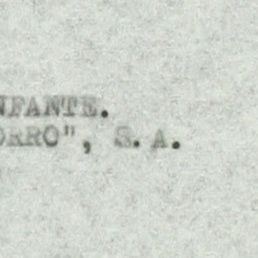 NFANTE.
ORRO", S. A.